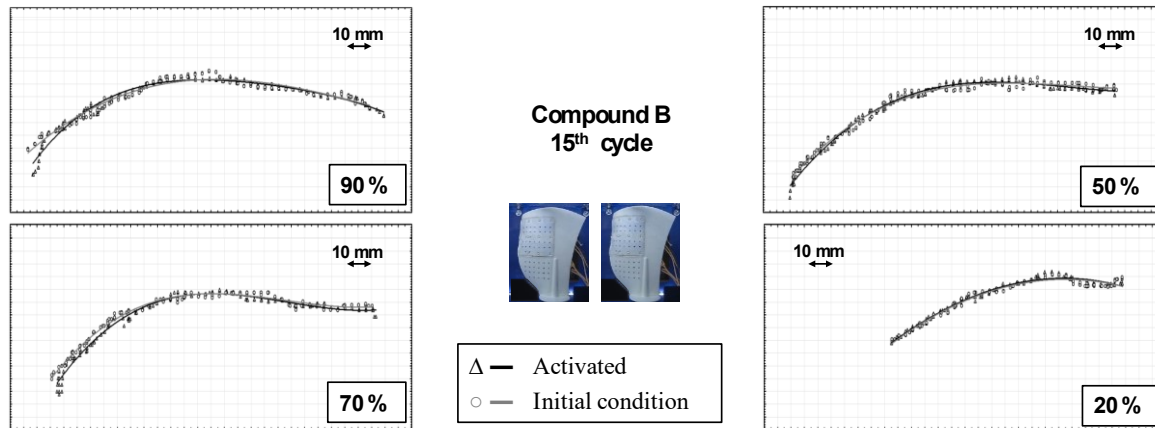 10 mm
90 %
10 mm
70 %
Compound B
15th cycle
Δ Activated
○ Initial condition
10 mm
50 %
10 mm
20 %